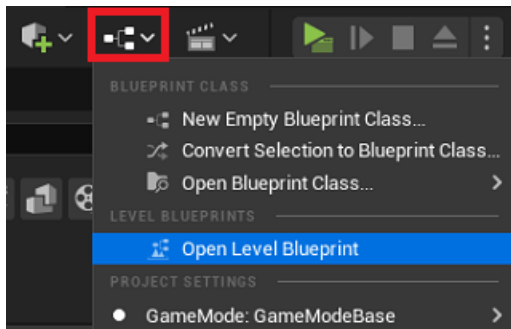 BLUEPRINT CLASS
New Empty Blueprint Class...
Convert Selection to Blueprint Class...
Open Blueprint Class...
LEVEL BLUEPRINTS
Open Level Blueprint
PROJECT SETTINGS
GameMode: GameModeBase